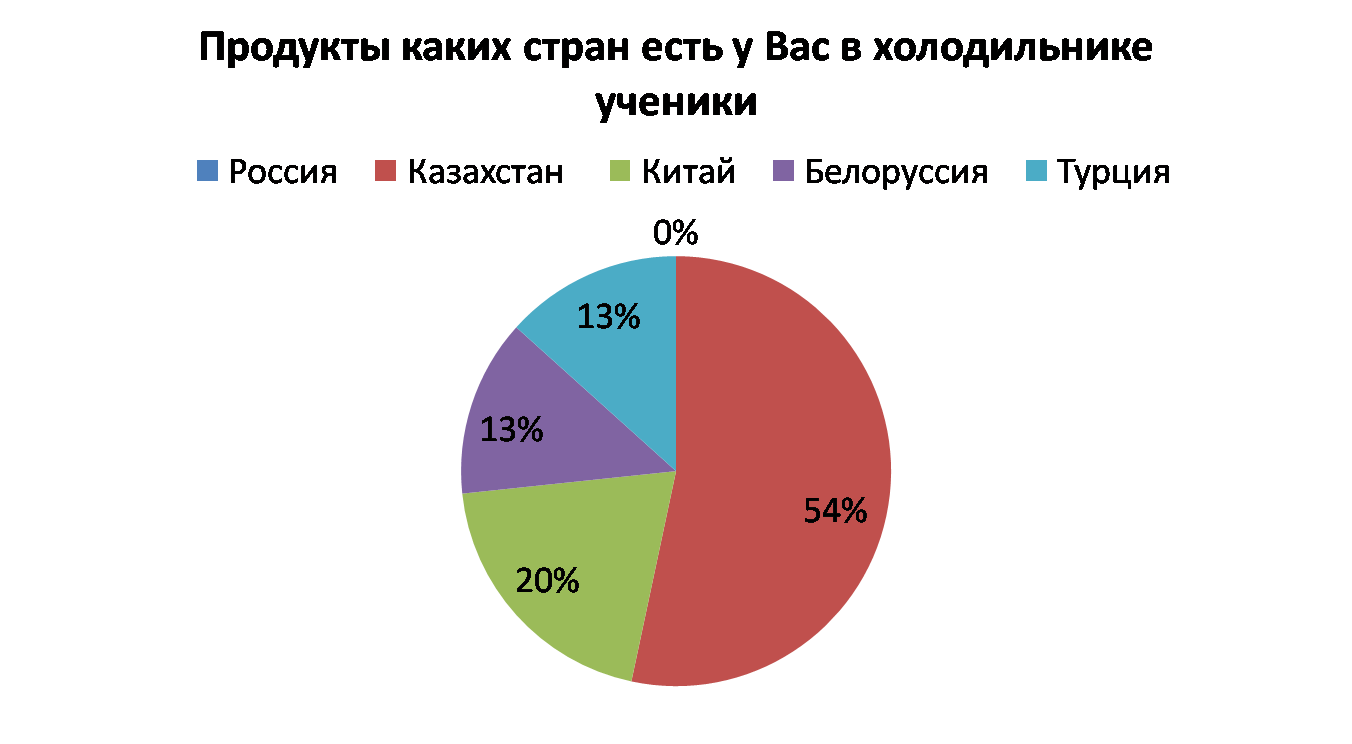 Продукты каких стран есть у Вас в холодильнике
ученики
Россия Казахстан Китай Белоруссия Турция
0%
13%
13%
54%
20%